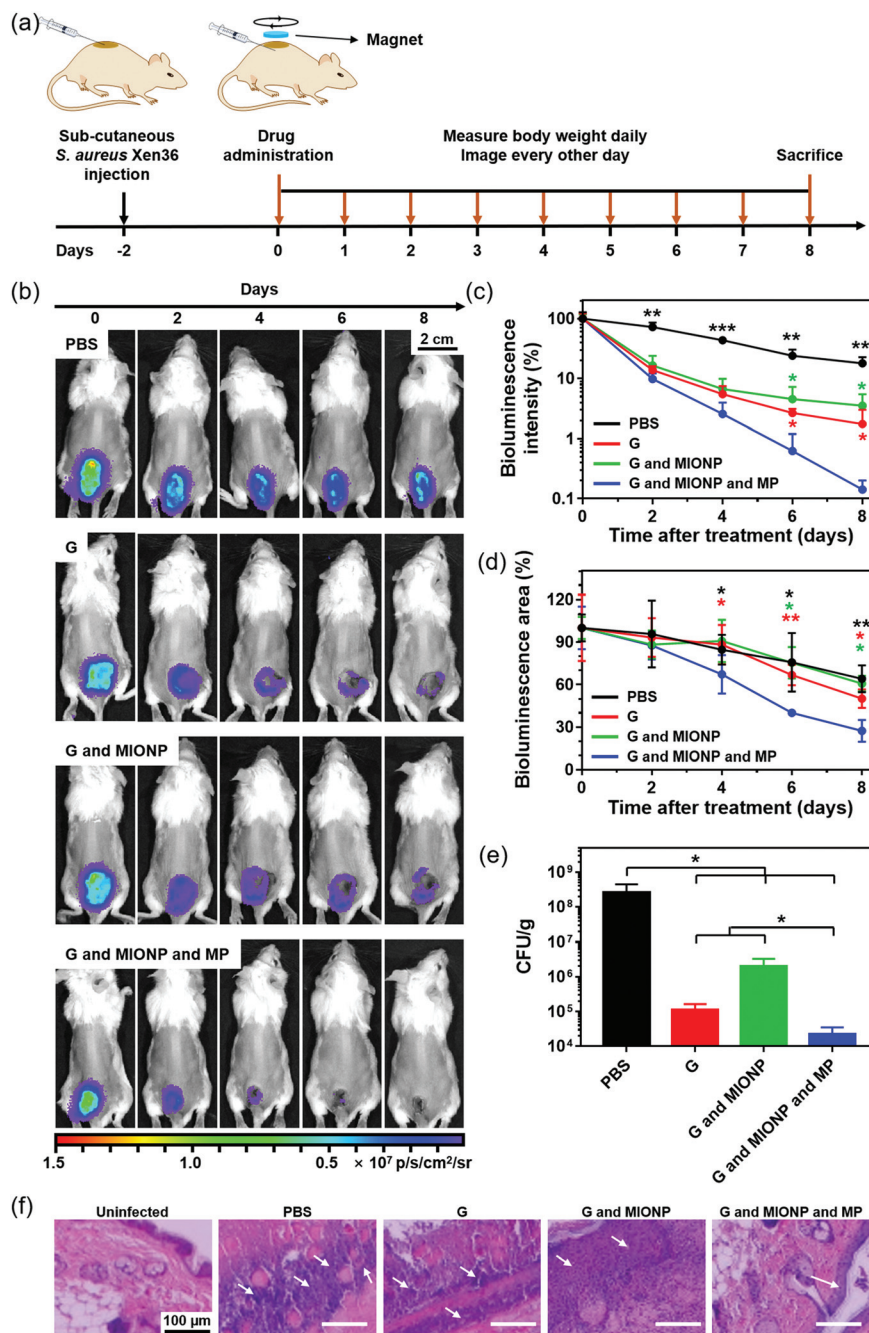 (a)
Magnet
Sub-cutaneous
S. aureus Xen36
injection
Drug
administration
Measure body weight daily
Image every other day
Sacrifice
Days -2 0 1 2 3 4 5 6 7 8
(b)
Days
0 2 4 6 8
PBS
2 cm
G
G and MIONP
G and MIONP and MP
1.5 1.0 0.5 × 10⁷ p/s/cm²/sr
(c)
Bioluminescence
intensity (%)
100
10
1
0.1
** *** ** **
* *
* *
PBS
G
G and MIONP
G and MIONP and MP
0 2 4 6 8
Time after treatment (days)
(d)
Bioluminescence area (%)
120
90
60
30
0
* * **
* * *
** *
PBS
G
G and MIONP
G and MIONP and MP
0 2 4 6 8
Time after treatment (days)
(e)
CFU/g
10⁹
10⁸
10⁷
10⁶
10⁵
10⁴
*
*
PBS
G
G and MIONP
G and MIONP and MP
(f)
Uninfected PBS G G and MIONP G and MIONP and MP
100 µm